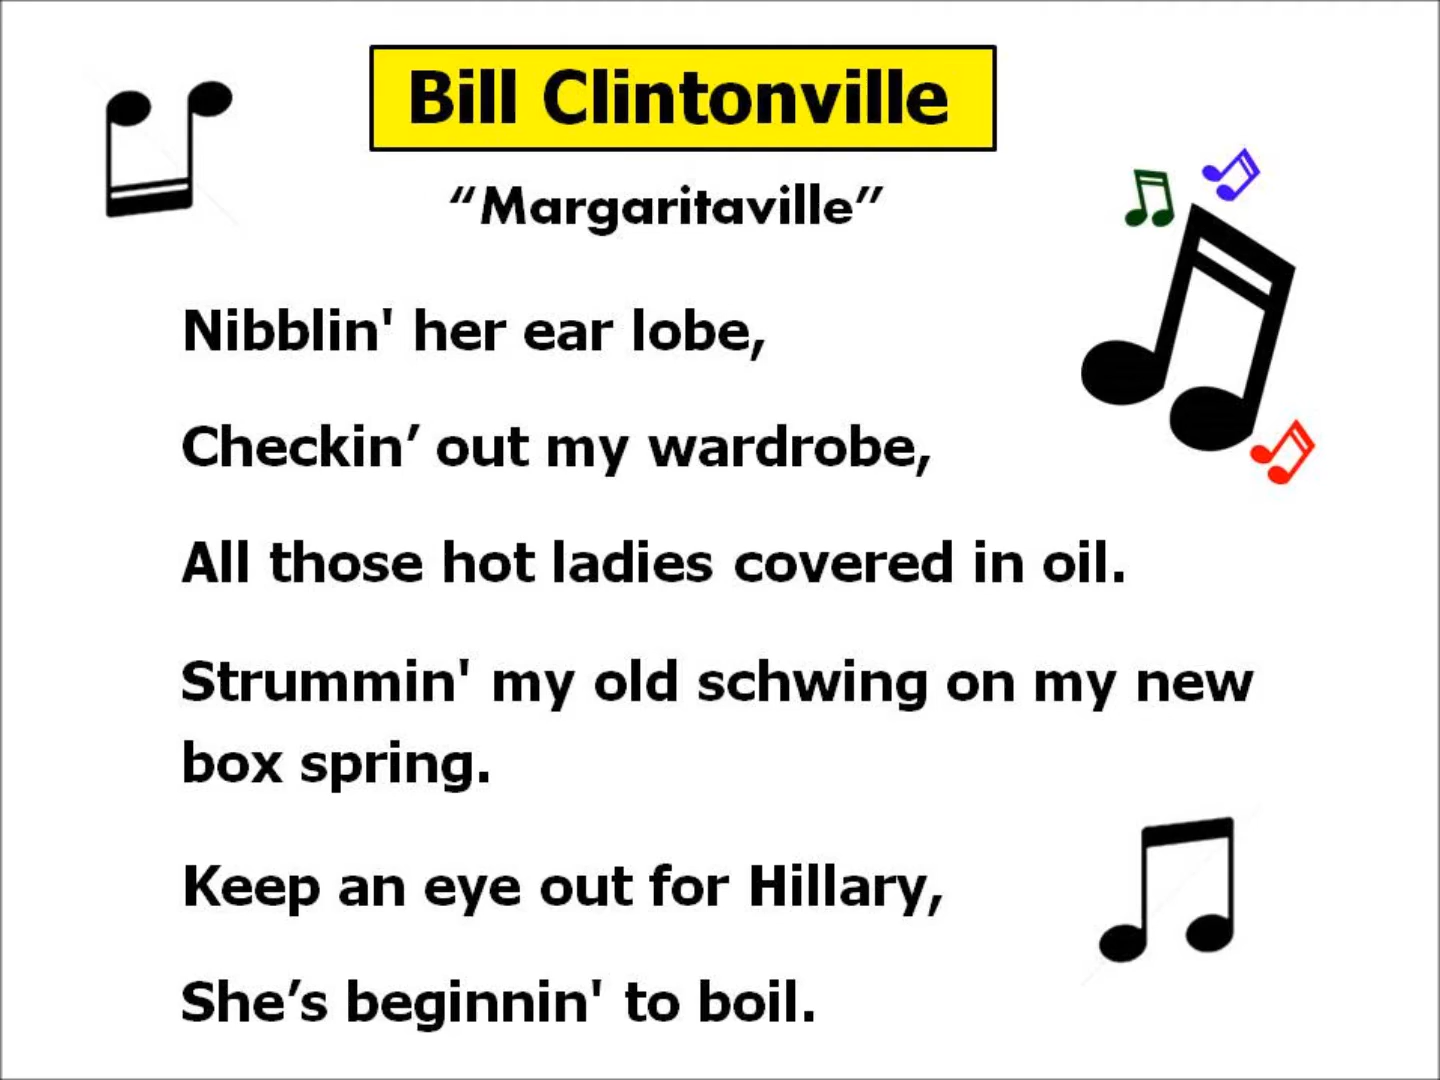 Bill Clintonville
“Margaritaville”
Nibblin' her ear lobe,
Checkin’ out my wardrobe,
All those hot ladies covered in oil.
Strummin' my old schwing on my new
box spring.
Keep an eye out for Hillary,
She’s beginnin' to boil.